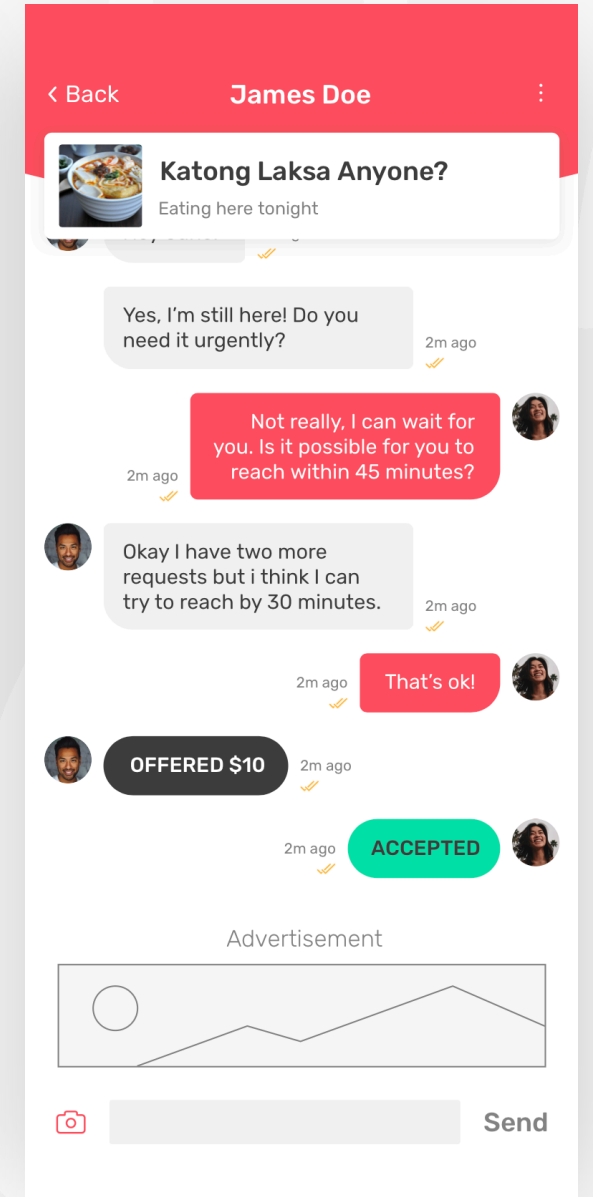 Back
James Doe
Katong Laksa Anyone?
Eating here tonight
Yes, I’m still here! Do you
need it urgently?
2m ago
Not really, I can wait for
you. Is it possible for you to
reach within 45 minutes?
2m ago
Okay I have two more
requests but i think I can
try to reach by 30 minutes.
2m ago
2m ago
That’s ok!
OFFERED $10
2m ago
2m ago
ACCEPTED
Advertisement
Send